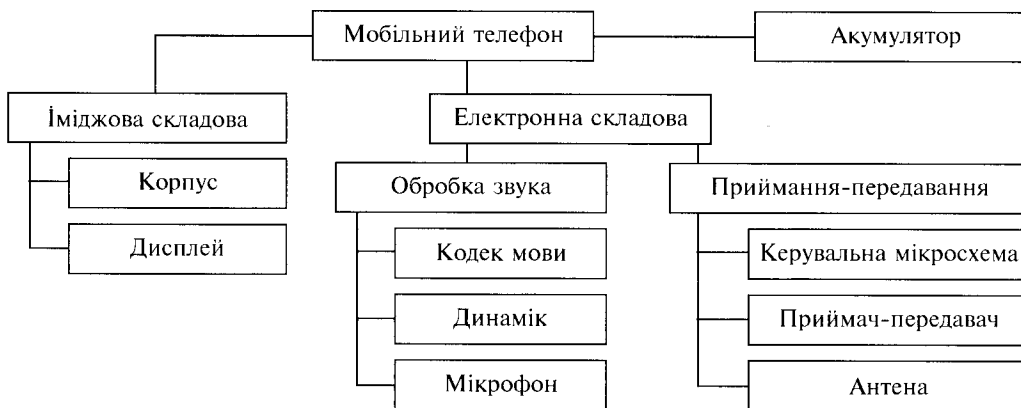 Мобільний телефон
Акумулятор
Іміджова складова
Електронна складова
Корпус
Обробка звука
Приймання-передавання
Дисплей
Кодек мови
Керувальна мікросхема
Динамік
Приймач-передавач
Мікрофон
Антена